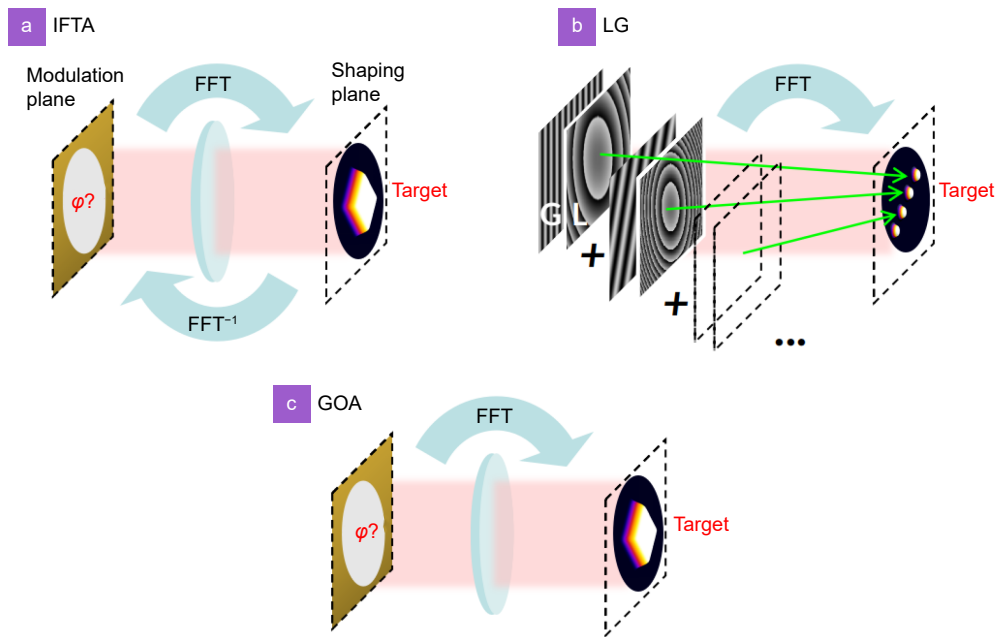 a IFTA
Modulation
plane
FFT
Shaping
plane
φ?
Target
FFT⁻¹
b LG
FFT
G L
+
+
...
Target
c GOA
FFT
φ?
Target